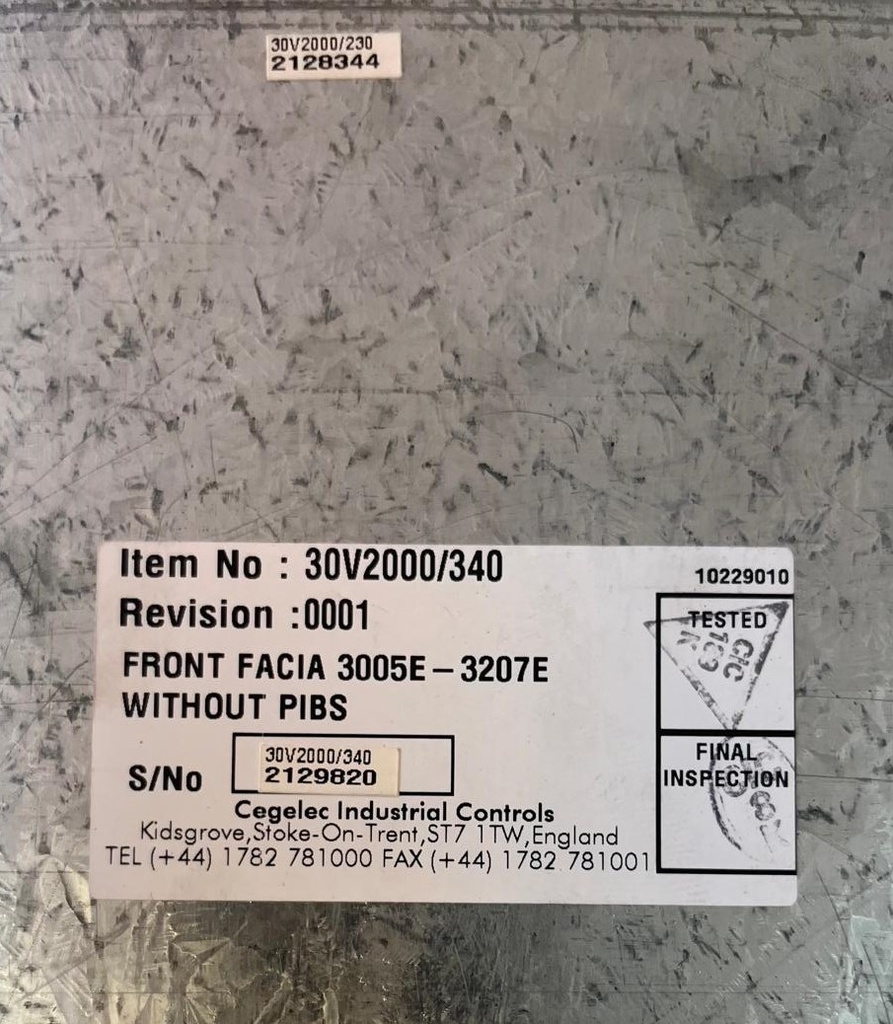 30V2000/230
2128344
Item No : 30V2000/340
10229010
Revision :0001
TESTED
CIC
K
FRONT FACIA 3005E – 3207E
WITHOUT PIBS
S/No
30V2000/340
2129820
FINAL
INSPECTION
Cegelec Industrial Controls
Kidsgrove,Stoke-On-Trent,ST7 1TW,England
TEL (+44) 1782 781000 FAX (+44) 1782 781001